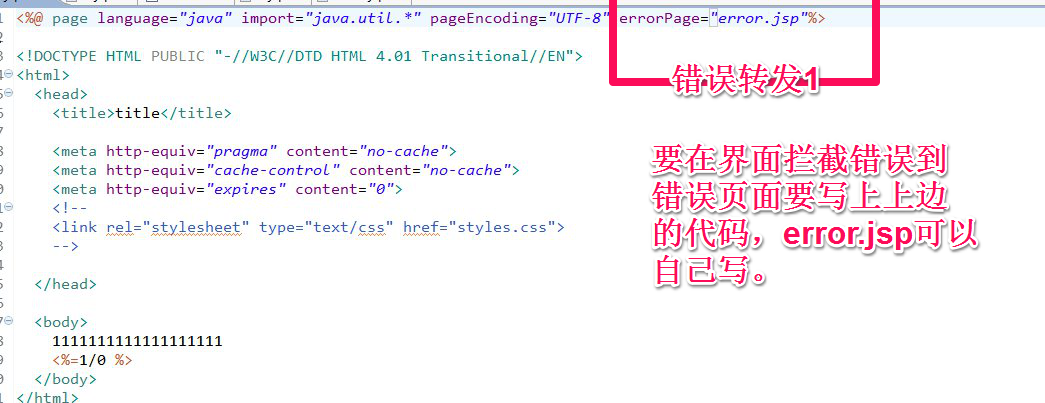 <%@ page language="java" import="java.util.*" pageEncoding="UTF-8" errorPage="error.jsp"%>
错误转发1
<!DOCTYPE HTML PUBLIC "-//W3C//DTD HTML 4.01 Transitional//EN">
<html>
<head>
<title>title</title>
<meta http-equiv="pragma" content="no-cache">
<meta http-equiv="cache-control" content="no-cache">
<meta http-equiv="expires" content="0">
<!--
<link rel="stylesheet" type="text/css" href="styles.css">
-->
</head>
<body>
1111111111111111111
<%=1/0 %>
</body>
</html>
要在界面拦截错误到
错误页面要写上上边
的代码，error.jsp可以
自己写。